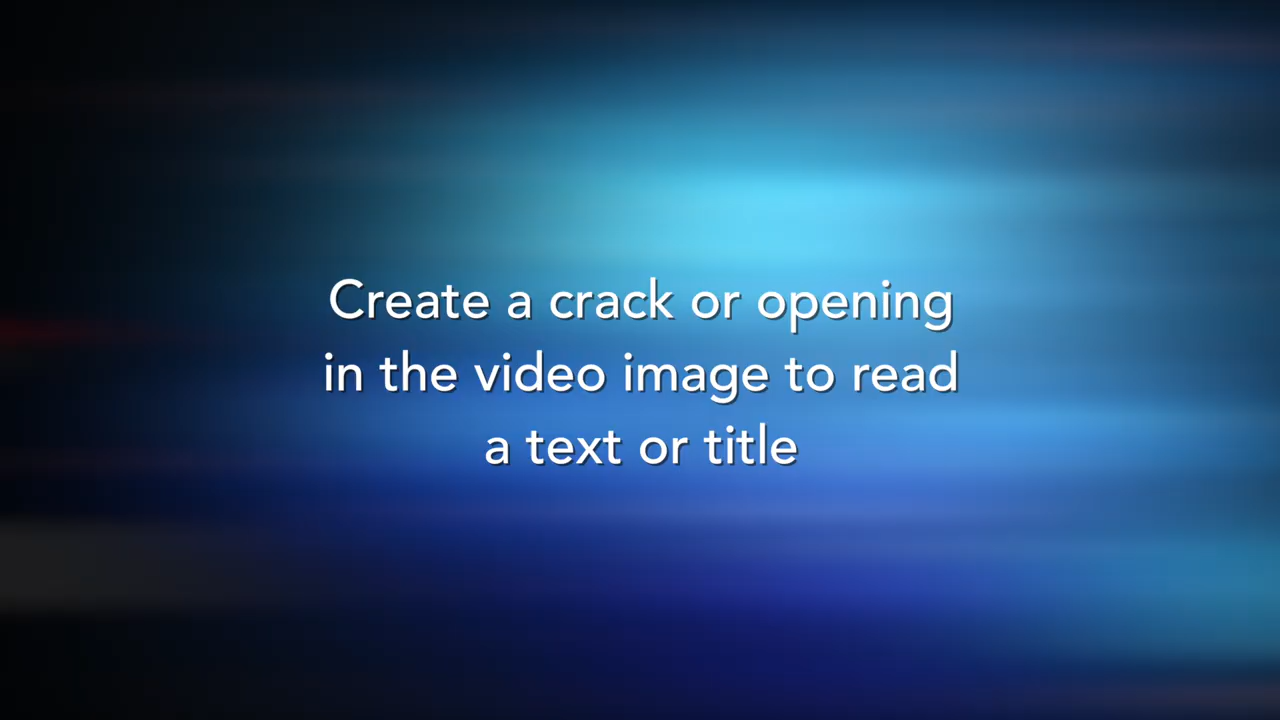 Create a crack or opening
in the video image to read
a text or title